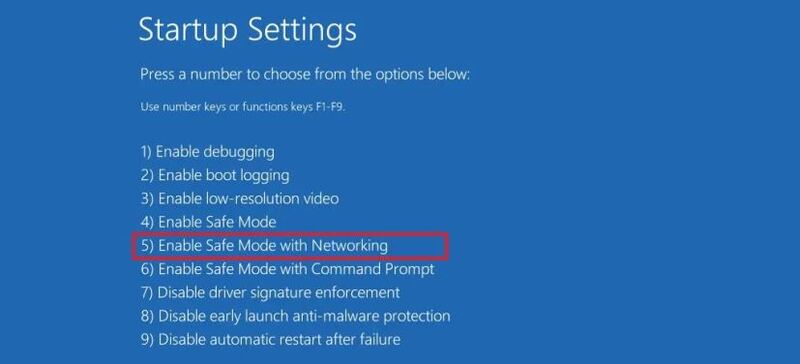 Startup Settings
Press a number to choose from the options below:
Use number keys or functions keys F1-F9.
1) Enable debugging
2) Enable boot logging
3) Enable low-resolution video
4) Enable Safe Mode
5) Enable Safe Mode with Networking
6) Enable Safe Mode with Command Prompt
7) Disable driver signature enforcement
8) Disable early launch anti-malware protection
9) Disable automatic restart after failure